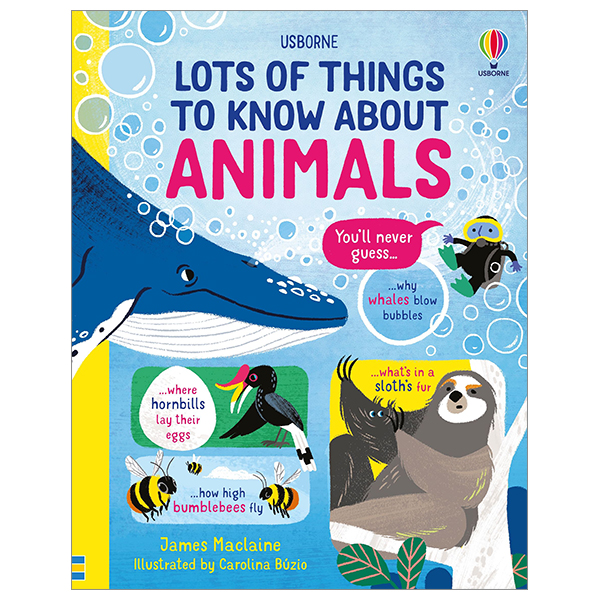 USBORNE
USBORNE
LOTS OF THINGS
TO KNOW ABOUT
ANIMALS
You'll never
guess...
...why
whales blow
bubbles
...where
hornbills
lay their
eggs
...what's in a
sloth's fur
...how high
bumblebees fly
James Maclaine
Illustrated by Carolina Búzio